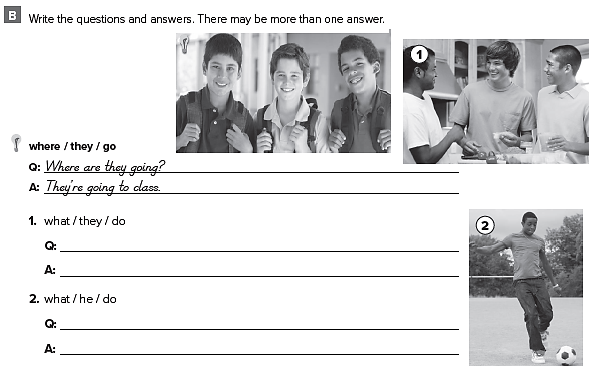 B Write the questions and answers. There may be more than one answer.
1
where / they / go
Q: Where are they going?
A: They're going to class.
1. what / they / do
Q:
A:
2
2. what / he / do
Q:
A: